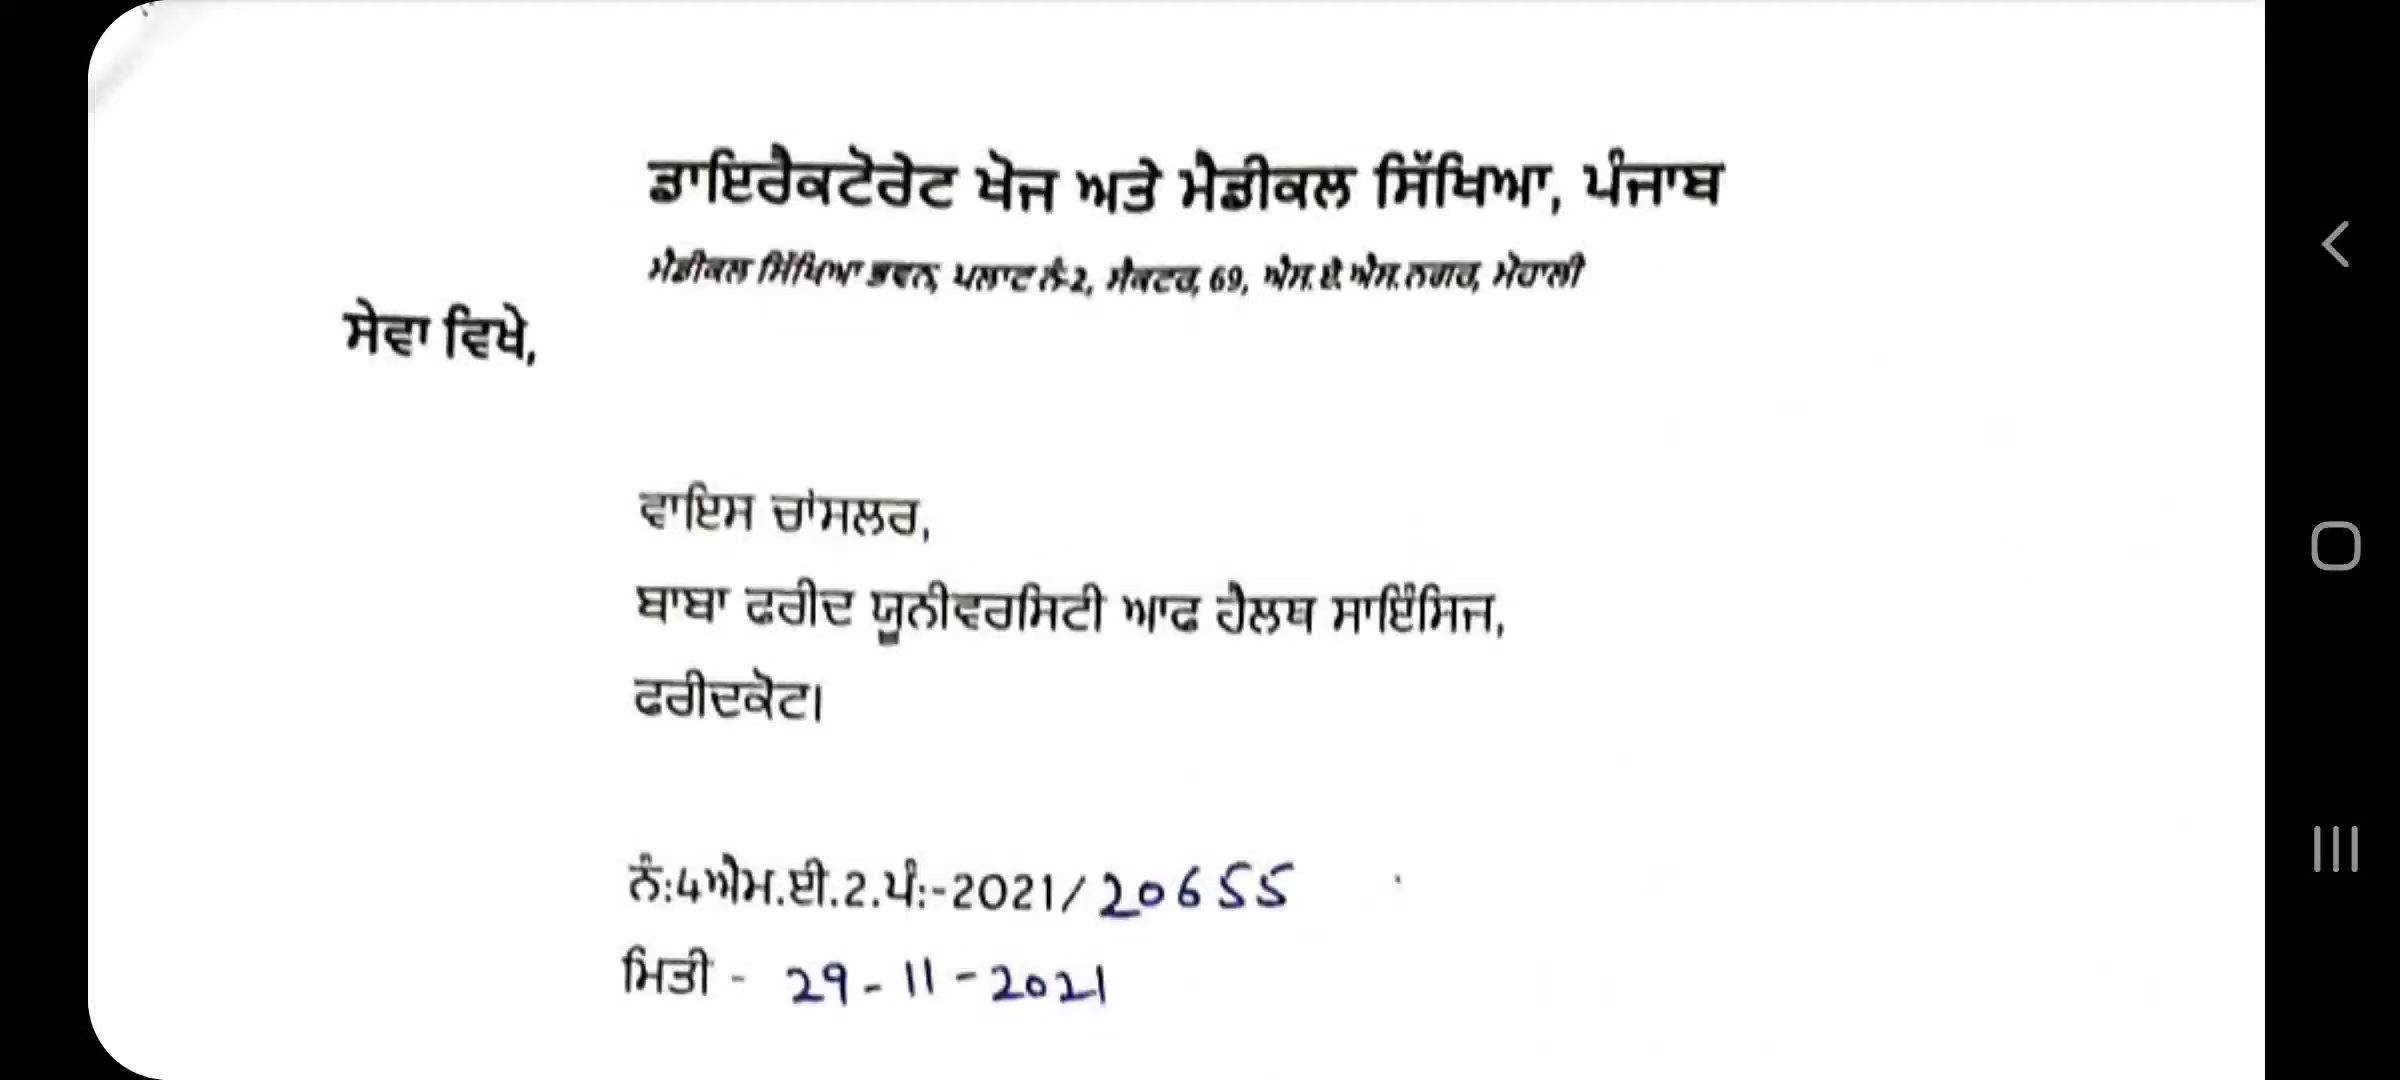 ਡਾਇਰੈਕਟੋਰੇਟ ਖੋਜ ਅਤੇ ਮੈਡੀਕਲ ਸਿੱਖਿਆ, ਪੰਜਾਬ
ਮੈਡੀਕਲ ਸਿੱਖਿਆ ਭਵਨ, ਪਲਾਟ ਨੰ-2, ਸੈਕਟਰ, 69, ਐਸ.ਏ.ਐਸ.ਨਗਰ, ਮੋਹਾਲੀ
ਸੇਵਾ ਵਿਖੇ,
ਵਾਇਸ ਚਾਂਸਲਰ,
ਬਾਬਾ ਫਰੀਦ ਯੂਨੀਵਰਸਿਟੀ ਆਫ ਹੈਲਥ ਸਾਇੰਸਿਜ,
ਫਰੀਦਕੋਟ।
ਨੰ:4ਐਮ.ਈ.2.ਪੰ:-2021/20655
ਮਿਤੀ - 29-11-2021